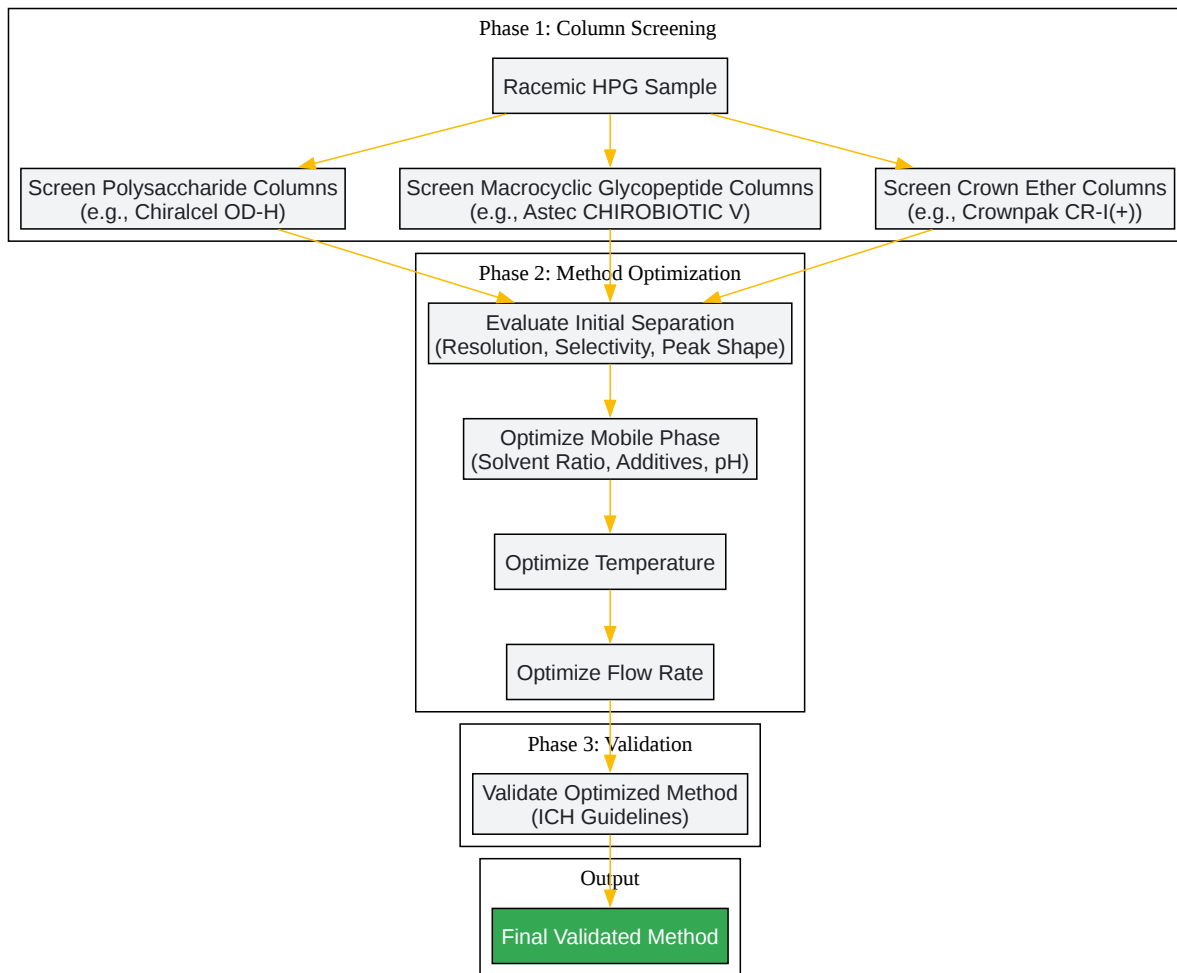 Phase 1: Column Screening
Racemic HPG Sample
Screen Polysaccharide Columns
(e.g., Chiralcel OD-H)
Screen Macrocyclic Glycopeptide Columns
(e.g., Astec CHIROBIOTIC V)
Screen Crown Ether Columns
(e.g., Crownpak CR-I(+))
Phase 2: Method Optimization
Evaluate Initial Separation
(Resolution, Selectivity, Peak Shape)
Optimize Mobile Phase
(Solvent Ratio, Additives, pH)
Optimize Temperature
Optimize Flow Rate
Phase 3: Validation
Validate Optimized Method
(ICH Guidelines)
Output
Final Validated Method